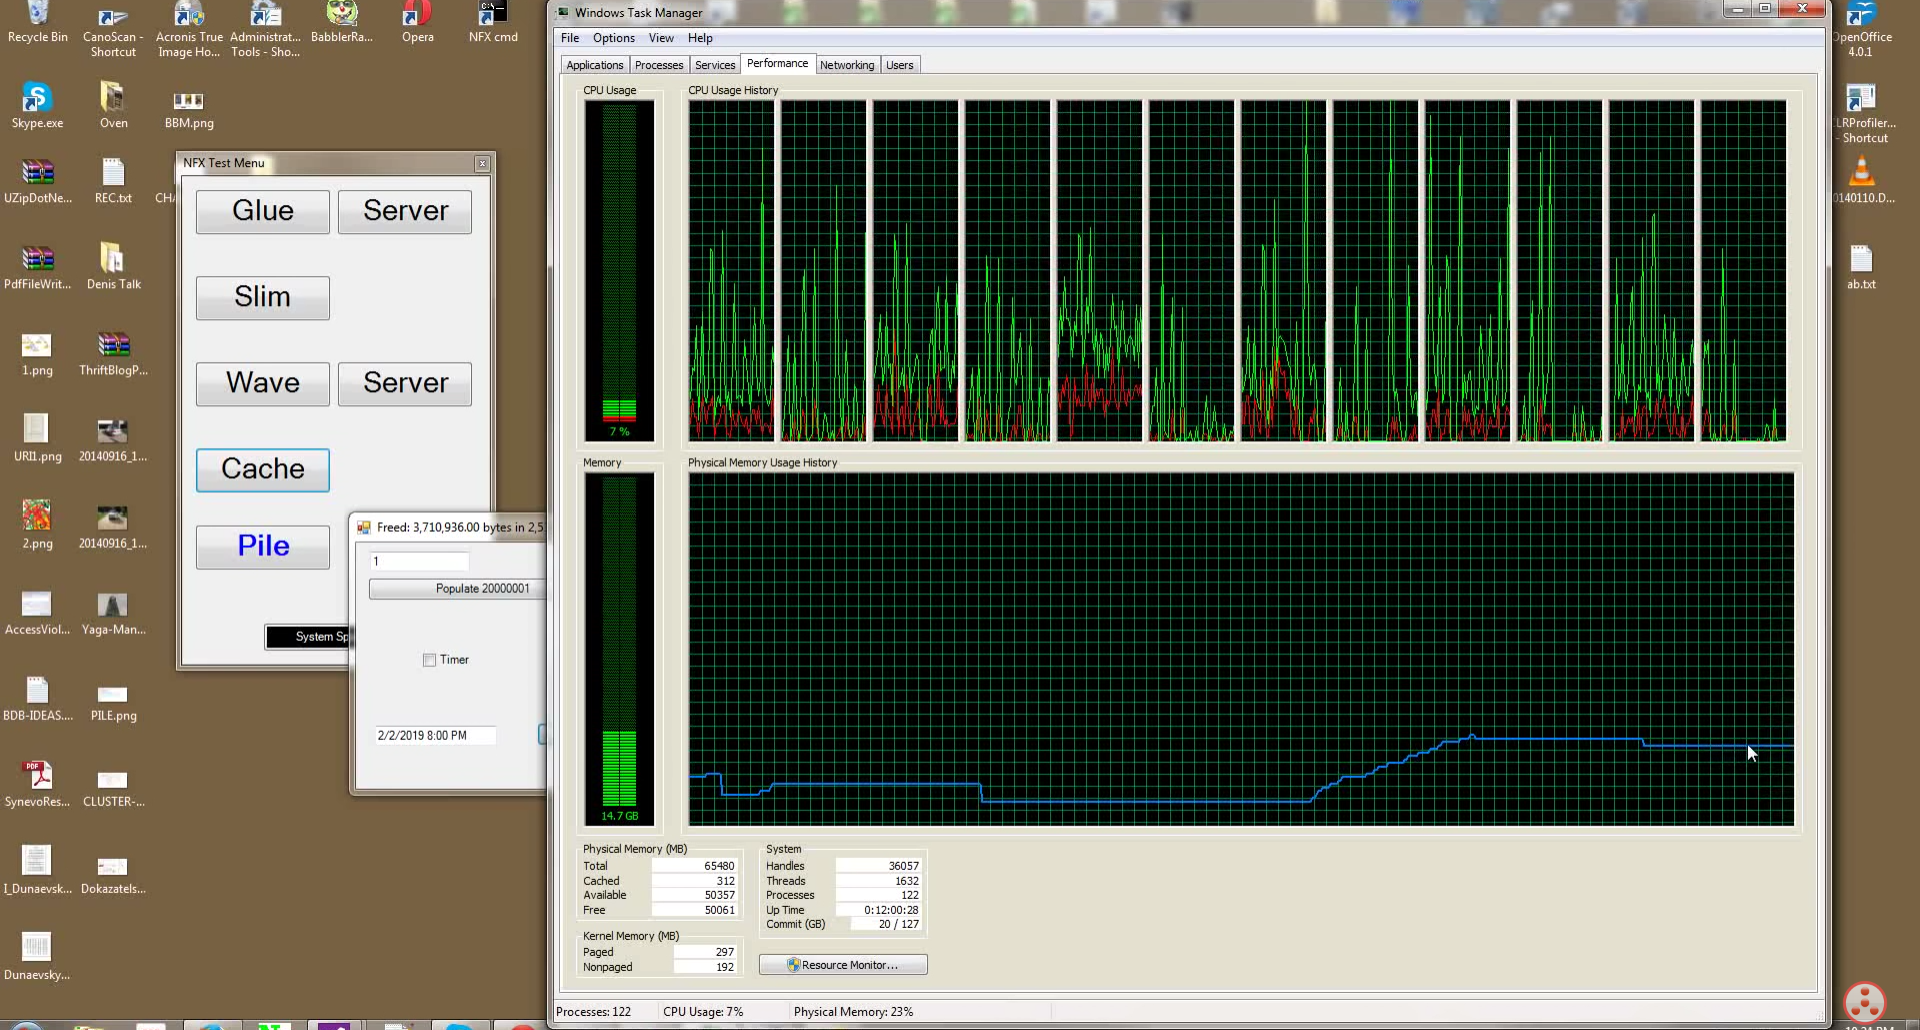 Recycle Bin
CanoScan - Shortcut
Acronis True Image Ho...
Administrat... Tools - Sho...
BabblerRa...
Opera
NFX cmd
Skype.exe
Oven
BBM.png
UZipDotNe...
REC.txt
CHA
PdfFileWrit...
Denis Talk
1.png
ThriftBlogP...
URI1.png
20140916_1...
2.png
20140916_1...
AccessViol...
Yaga-Man...
BDB-IDEAS....
PILE.png
SynevoRes...
CLUSTER-...
I_Dunaevsk...
Dokazatels...
Dunaevsky...
NFX Test Menu
Glue
Server
Slim
Wave
Server
Cache
Pile
System Sp
Freed: 3,710,936.00 bytes in 2,5
1
Populate 20000001
Timer
2/2/2019 8:00 PM
Windows Task Manager
File Options View Help
Applications Processes Services Performance Networking Users
CPU Usage
CPU Usage History
7 %
Memory
Physical Memory Usage History
14.7 GB
Physical Memory (MB)
Total 65480
Cached 312
Available 50357
Free 50061
Kernel Memory (MB)
Paged 297
Nonpaged 192
System
Handles 36057
Threads 1632
Processes 122
Up Time 0:12:00:28
Commit (GB) 20 / 127
Resource Monitor...
Processes: 122 CPU Usage: 7% Physical Memory: 23%
OpenOffice 4.0.1
LRProfiler... - Shortcut
0140110.D...
ab.txt